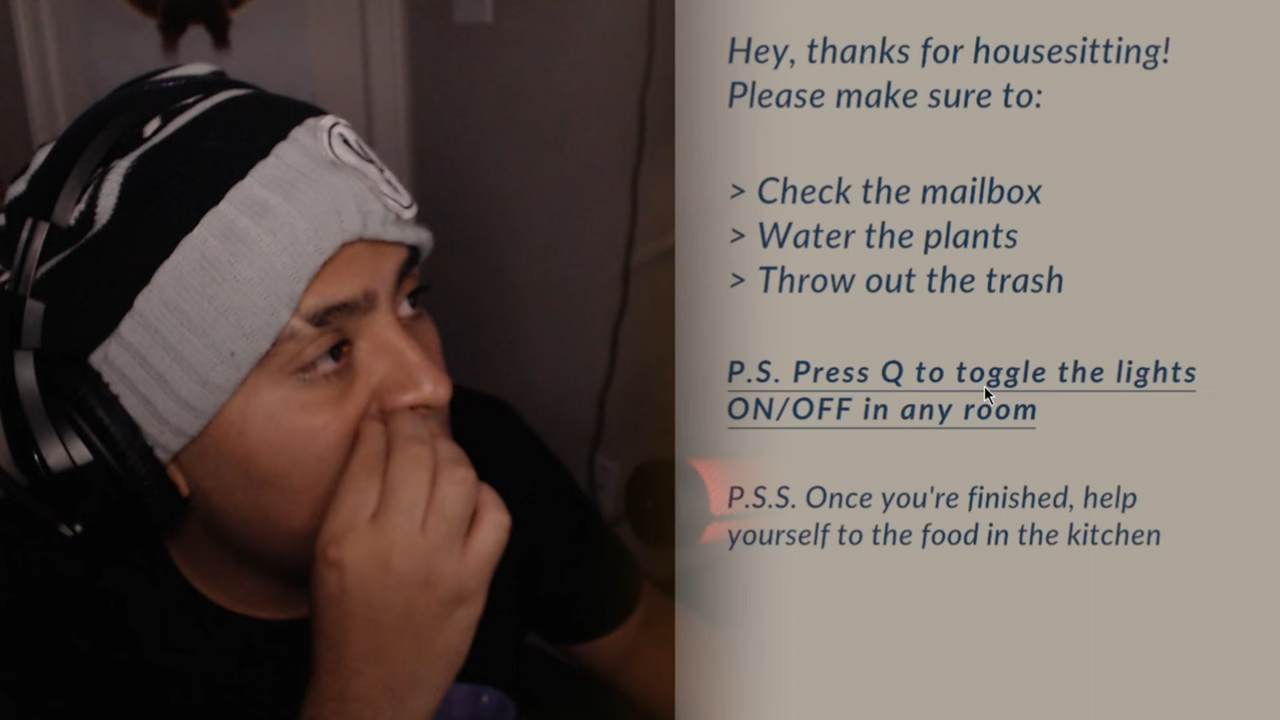 Hey, thanks for housesitting!
Please make sure to:
> Check the mailbox
> Water the plants
> Throw out the trash
P.S. Press Q to toggle the lights
ON/OFF in any room
P.S.S. Once you're finished, help
yourself to the food in the kitchen